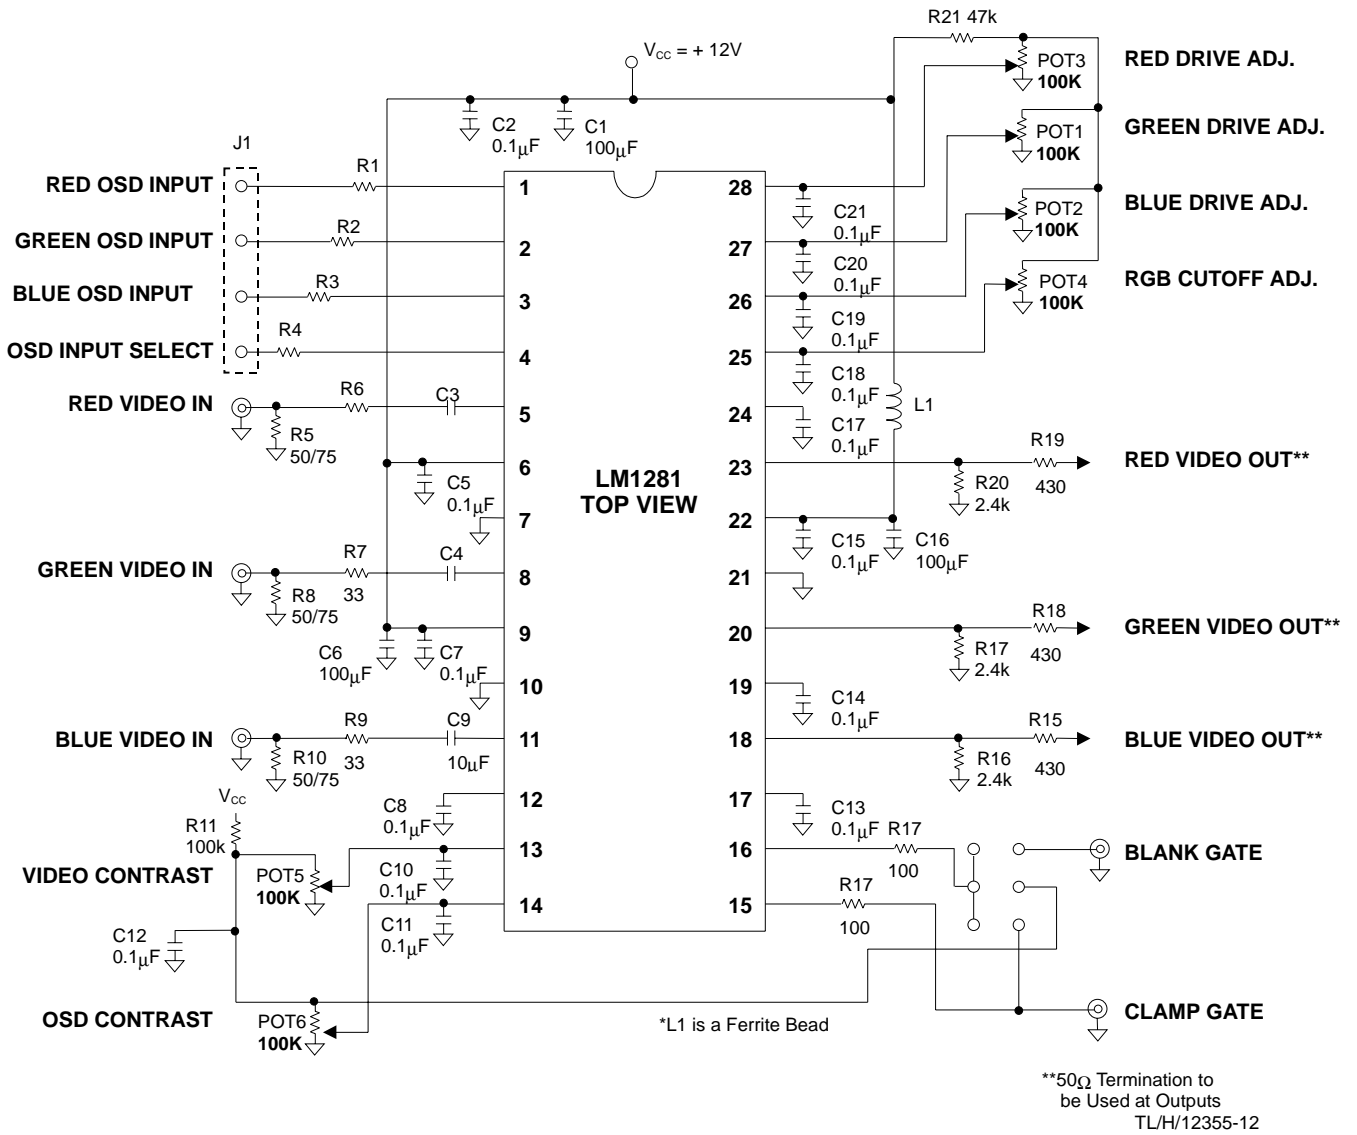 R21 47k
VCC = + 12V
POT3
100K
RED DRIVE ADJ.
C2
0.1µF
C1
100µF
POT1
100K
GREEN DRIVE ADJ.
J1
R1
RED OSD INPUT
1
28
C21
0.1µF
POT2
100K
BLUE DRIVE ADJ.
R2
GREEN OSD INPUT
2
27
C20
0.1µF
POT4
100K
RGB CUTOFF ADJ.
R3
BLUE OSD INPUT
3
26
C19
0.1µF
R4
OSD INPUT SELECT
4
25
C18
0.1µF
L1
RED VIDEO IN
R6
C3
5
24
C17
0.1µF
R5
50/75
R19
430
6
C5
0.1µF
LM1281
TOP VIEW
23
R20
2.4k
RED VIDEO OUT**
7
22
C15
0.1µF
C16
100µF
GREEN VIDEO IN
R7
33
C4
8
21
R8
50/75
R18
430
9
20
R17
2.4k
GREEN VIDEO OUT**
C6
100µF
C7
0.1µF
10
19
C14
0.1µF
BLUE VIDEO IN
R9
33
C9
10µF
11
18
R15
430
BLUE VIDEO OUT**
R10
50/75
R16
2.4k
VCC
C8
0.1µF
12
17
C13
0.1µF
R11
100k
R17
100
13
16
BLANK GATE
VIDEO CONTRAST
POT5
100K
C10
0.1µF
R17
100
14
15
C11
0.1µF
C12
0.1µF
OSD CONTRAST
POT6
100K
*L1 is a Ferrite Bead
CLAMP GATE
**50Ω Termination to
be Used at Outputs
TL/H/12355-12